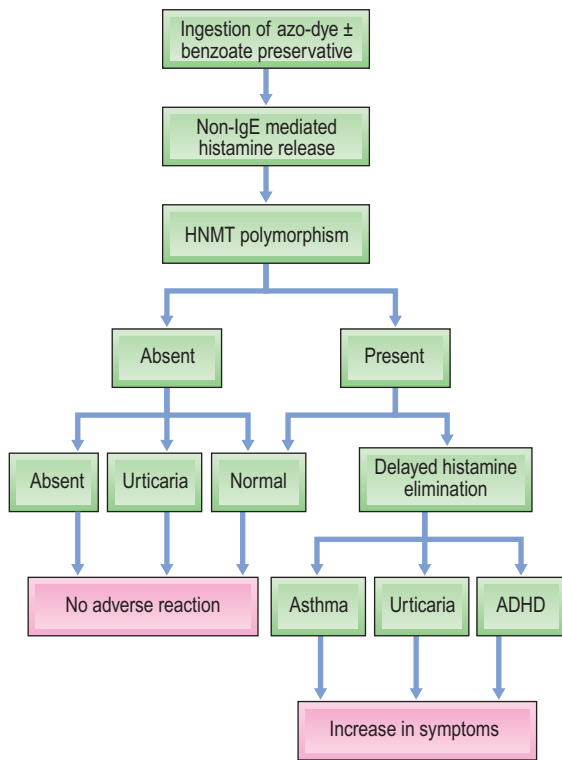 Ingestion of azo-dye ±
benzoate preservative
Non-IgE mediated
histamine release
HNMT polymorphism
Absent
Present
Absent
Urticaria
Normal
Delayed histamine
elimination
No adverse reaction
Asthma
Urticaria
ADHD
Increase in symptoms